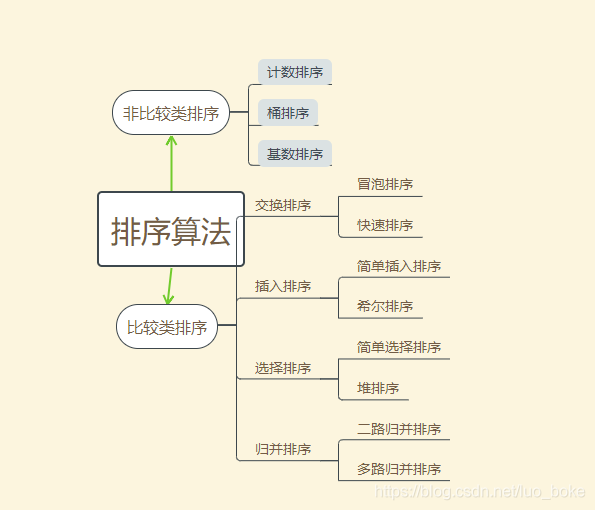 计数排序
非比较类排序
桶排序
基数排序
排序算法
冒泡排序
交换排序
快速排序
简单插入排序
插入排序
希尔排序
比较类排序
简单选择排序
选择排序
堆排序
二路归并排序
归并排序
多路归并排序
https://blog.csdn.net/luo_boke